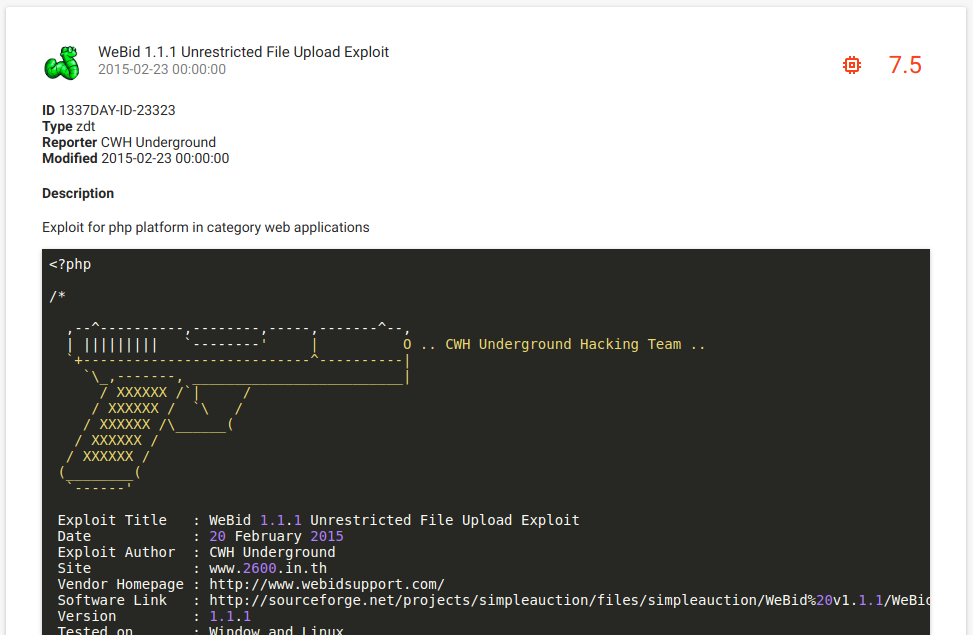 WeBid 1.1.1 Unrestricted File Upload Exploit
2015-02-23 00:00:00
7.5
ID 1337DAY-ID-23323
Type zdt
Reporter CWH Underground
Modified 2015-02-23 00:00:00
Description
Exploit for php platform in category web applications
<?php
/*
  ,--^----------,--------,-----,-------^--,
  | |||||||||   `--------'     |          O .. CWH Underground Hacking Team ..
  `+---------------------------^----------|
    `\_,-------, _________________________|
      / XXXXXX /`|     /
     / XXXXXX /  `\   /
    / XXXXXX /\______(
   / XXXXXX /
  / XXXXXX /
 (________(
  `------'
Exploit Title   : WeBid 1.1.1 Unrestricted File Upload Exploit
Date            : 20 February 2015
Exploit Author  : CWH Underground
Site            : www.2600.in.th
Vendor Homepage : http://www.webidsupport.com/
Software Link   : http://sourceforge.net/projects/simpleauction/files/simpleauction/WeBid%20v1.1.1/WeBid
Version         : 1.1.1
Tested on       : Window and Linux